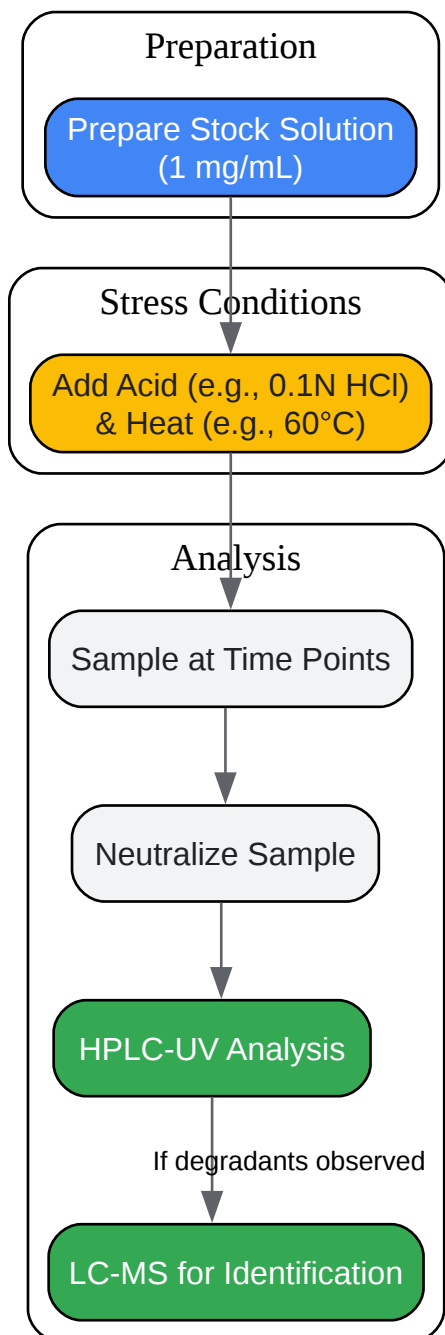 Preparation
Prepare Stock Solution
(1 mg/mL)
Stress Conditions
Add Acid (e.g., 0.1N HCl)
& Heat (e.g., 60°C)
Analysis
Sample at Time Points
Neutralize Sample
HPLC-UV Analysis
If degradants observed
LC-MS for Identification